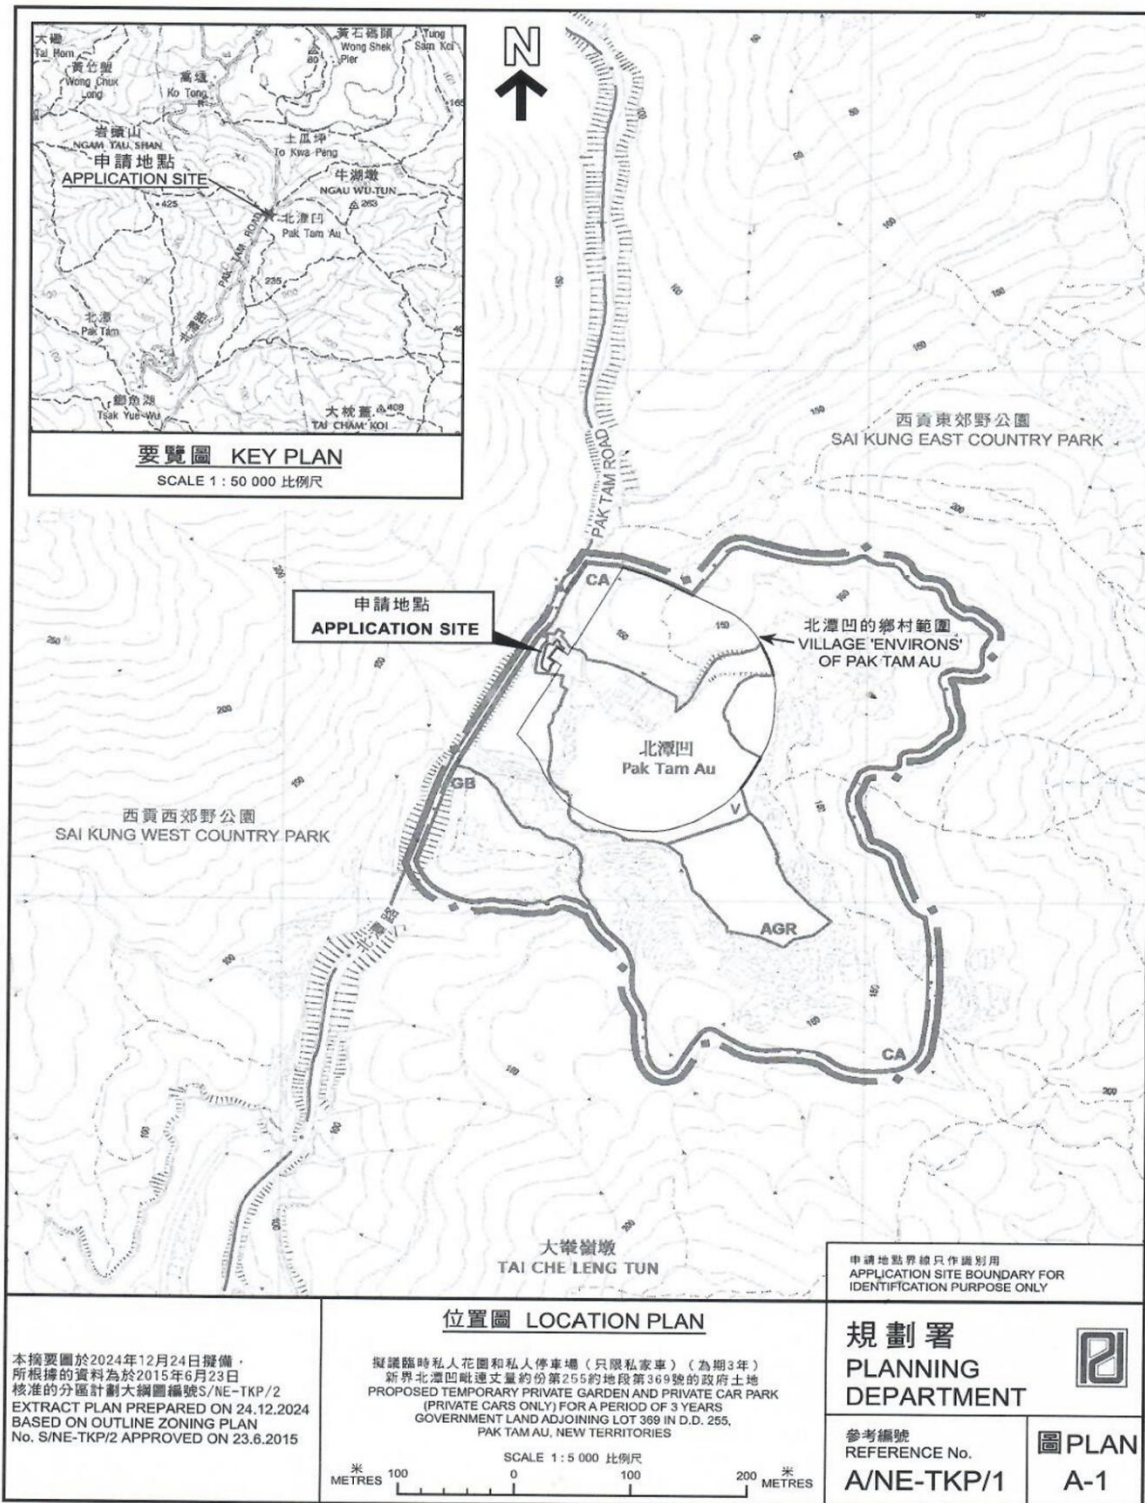 大磡
Tai Hom
黃竹塱
Wong Chuk
Long
高塘
Ko Tong
黃石碼頭
Wong Shek
Pier
Tung
Sam Koi
80
165
岩頭山
NGAM TAU SHAN
土瓜坪
To Kwa Peng
申請地點
APPLICATION SITE
牛湖墩
NGAU WU TUN
263
425
北潭凹
Pak Tam Au
PAK TAM ROAD
235
北潭
Pak Tam
北潭路
鯽魚湖
Tsak Yue Wu
大枕蓋
408
TAI CHAM KOI
要覽圖 KEY PLAN
SCALE 1 : 50 000 比例尺
N
PAK TAM ROAD
西貢東郊野公園
SAI KUNG EAST COUNTRY PARK
CA
申請地點
APPLICATION SITE
北潭凹的鄉村範圍
VILLAGE 'ENVIRONS'
OF PAK TAM AU
北潭凹
Pak Tam Au
GB
V
西貢西郊野公園
SAI KUNG WEST COUNTRY PARK
北潭路
AGR
CA
TAI CHE LENG TUN
申請地點界線只作識別用
APPLICATION SITE BOUNDARY FOR
IDENTIFICATION PURPOSE ONLY
本摘要圖於2024年12月24日擬備，
所根據的資料為於2015年6月23日
核准的分區計劃大綱圖編號S/NE-TKP/2
EXTRACT PLAN PREPARED ON 24.12.2024
BASED ON OUTLINE ZONING PLAN
No. S/NE-TKP/2 APPROVED ON 23.6.2015
位置圖 LOCATION PLAN
擬議臨時私人花園和私人停車場（只限私家車）（為期3年）
新界北潭凹毗連丈量約份第255約地段第369號的政府土地
PROPOSED TEMPORARY PRIVATE GARDEN AND PRIVATE CAR PARK
(PRIVATE CARS ONLY) FOR A PERIOD OF 3 YEARS
GOVERNMENT LAND ADJOINING LOT 369 IN D.D. 255,
PAK TAM AU, NEW TERRITORIES
SCALE 1 : 5 000 比例尺
米 METRES 100 0 100 200 米 METRES
規劃署
PLANNING
DEPARTMENT
參考編號
REFERENCE No.
A/NE-TKP/1
圖 PLAN
A-1